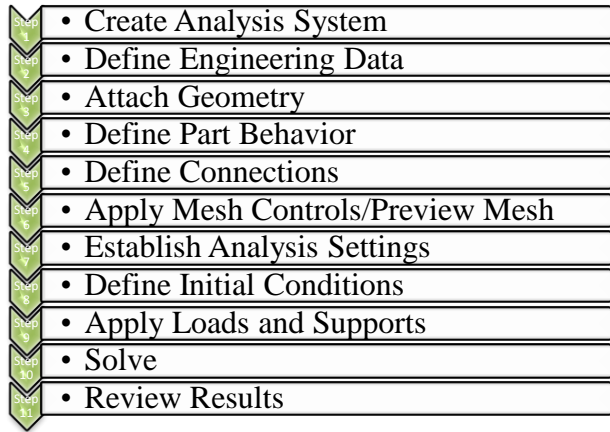 Step 1
• Create Analysis System
Step 2
• Define Engineering Data
Step 3
• Attach Geometry
Step 4
• Define Part Behavior
Step 5
• Define Connections
Step 6
• Apply Mesh Controls/Preview Mesh
Step 7
• Establish Analysis Settings
Step 8
• Define Initial Conditions
Step 9
• Apply Loads and Supports
Step 10
• Solve
Step 11
• Review Results